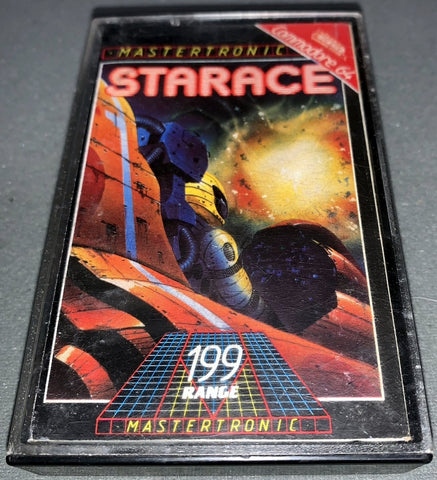 MASTERTRONIC
Commodore 64
STARACE
199
RANGE
MASTERTRONIC